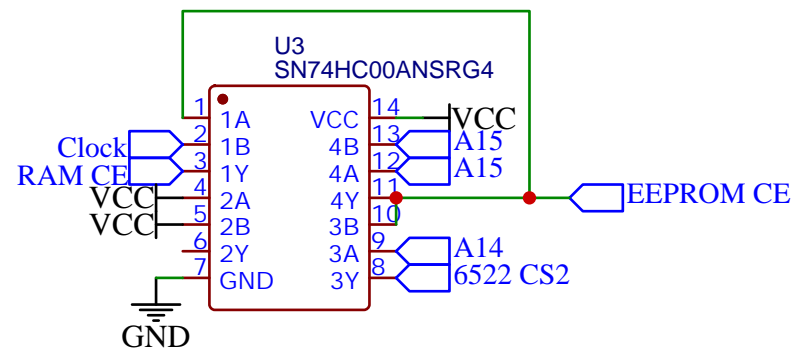 U3
SN74HC00ANSRG4
1 1A VCC 14 VCC
Clock 2 1B 4B 13 A15
RAM CE 3 1Y 4A 12 A15
VCC 4 2A 4Y 11 EEPROM CE
VCC 5 2B 3B 10
6 2Y 3A 9 A14
7 GND 3Y 8 6522 CS2
GND